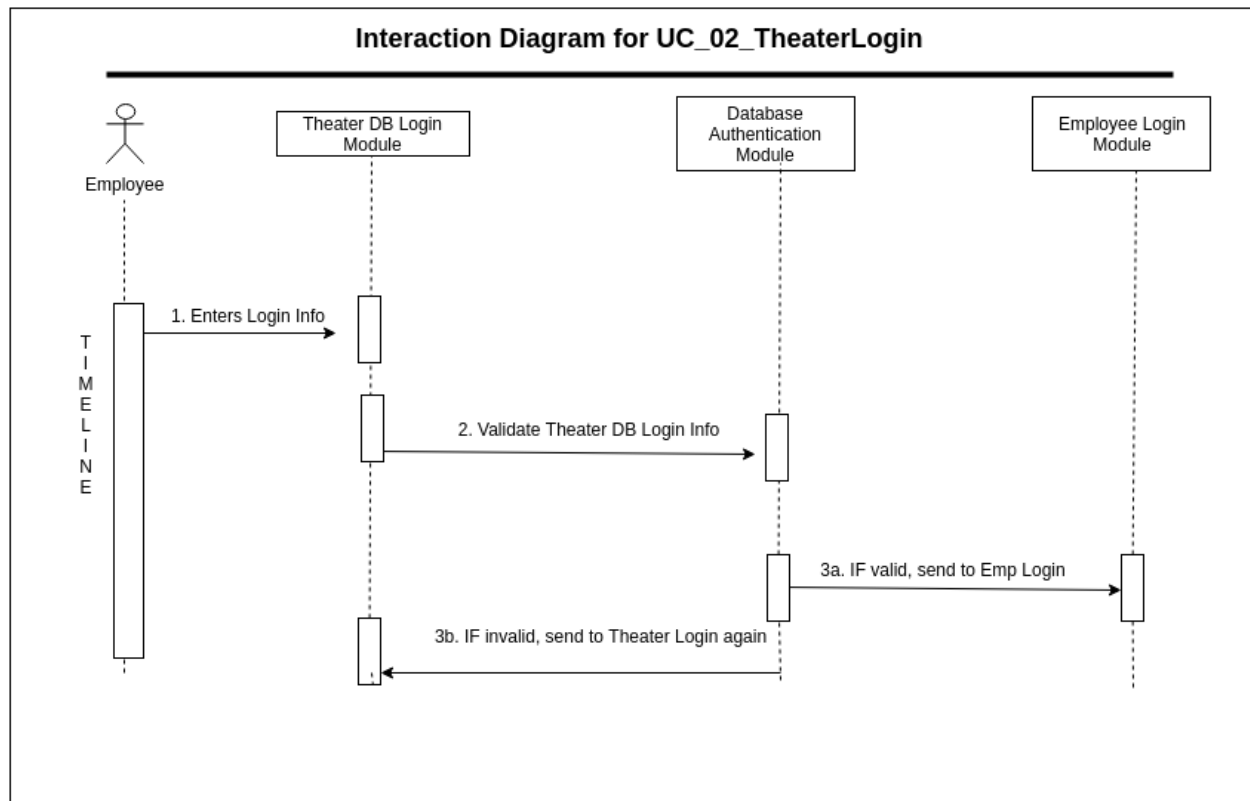 Interaction Diagram for UC_02_TheaterLogin
Employee
Theater DB Login
Module
Database
Authentication
Module
Employee Login
Module
TIMELINE
1. Enters Login Info
2. Validate Theater DB Login Info
3a. IF valid, send to Emp Login
3b. IF invalid, send to Theater Login again